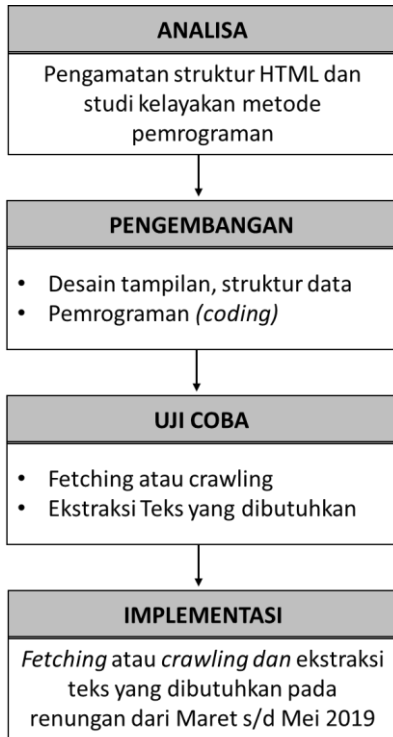 ANALISA
Pengamatan struktur HTML dan
studi kelayakan metode
pemrograman
PENGEMBANGAN
• Desain tampilan, struktur data
• Pemrograman (coding)
UJI COBA
• Fetching atau crawling
• Ekstraksi Teks yang dibutuhkan
IMPLEMENTASI
Fetching atau crawling dan ekstraksi
teks yang dibutuhkan pada
renungan dari Maret s/d Mei 2019